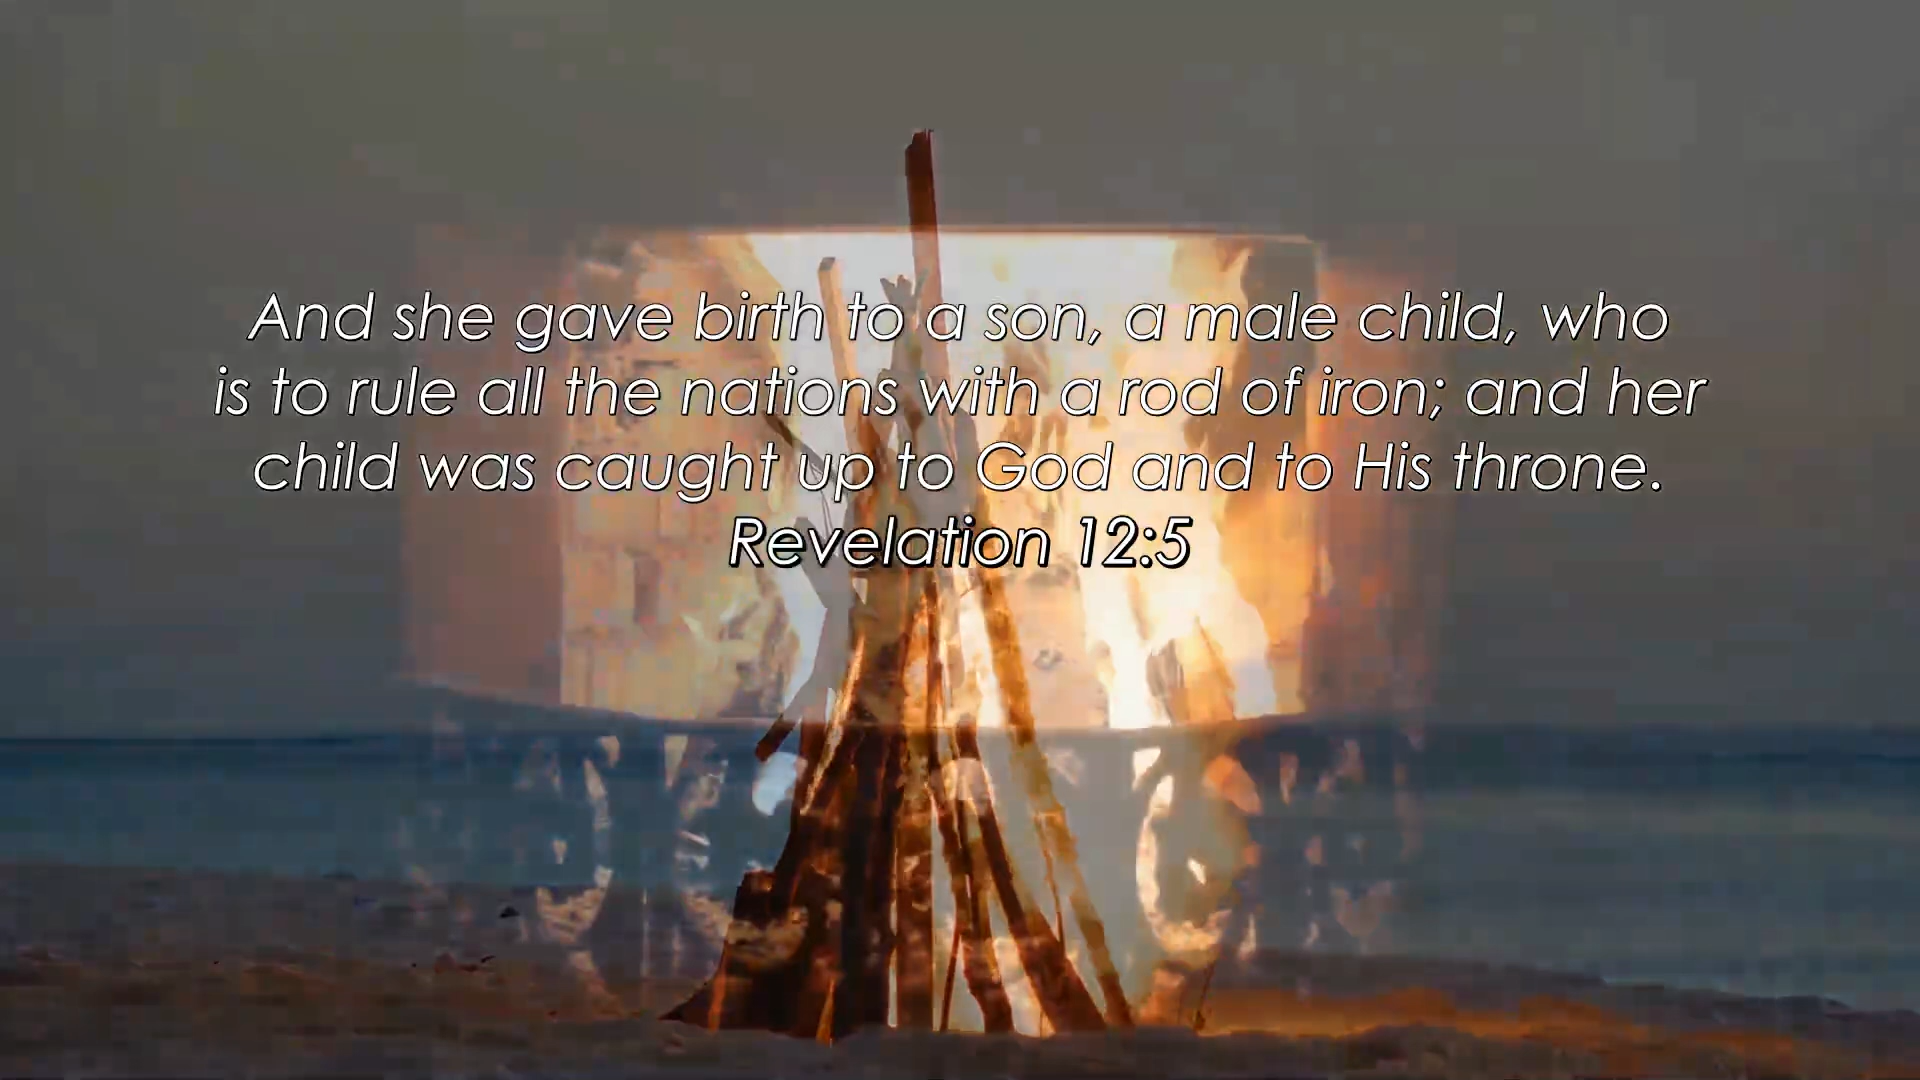 And she gave birth to a son, a male child, who
is to rule all the nations with a rod of iron; and her
child was caught up to God and to His throne.
Revelation 12:5